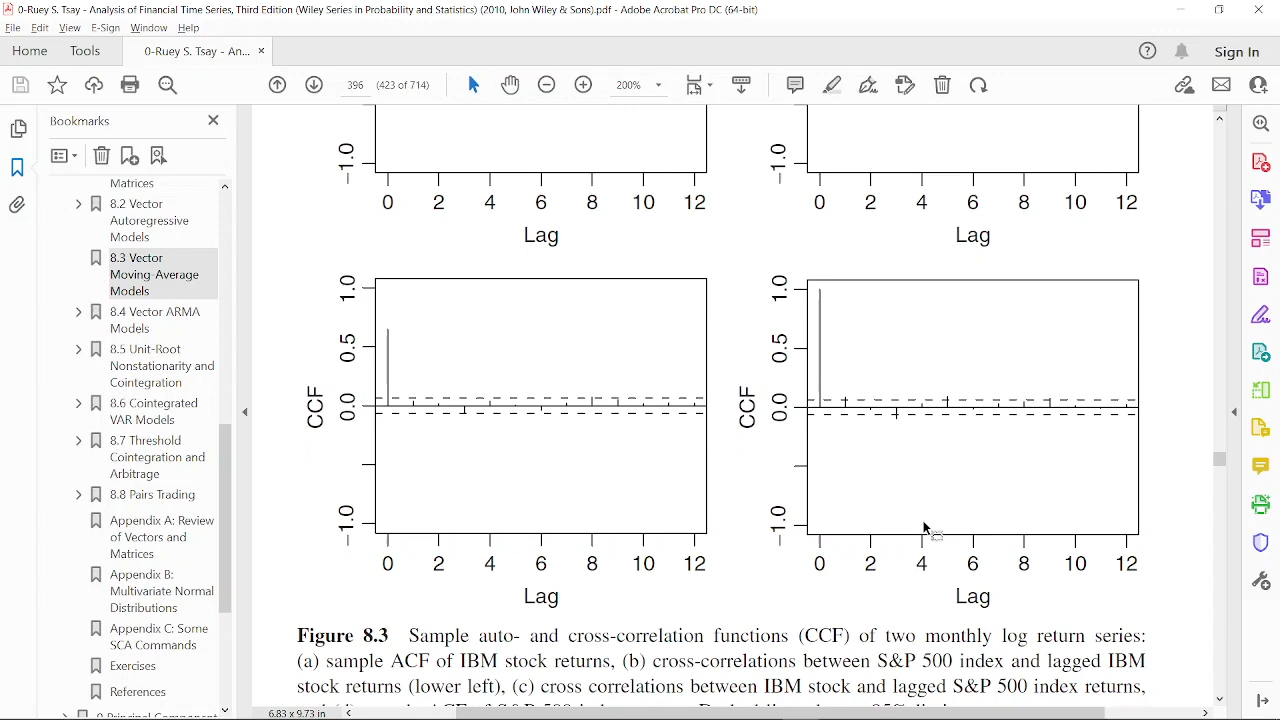 0-Ruey S. Tsay - Analysis of Financial Time Series, Third Edition (Wiley Series in Probability and Statistics) (2010, John Wiley & Sons).pdf - Adobe Acrobat Pro DC (64-bit)
File Edit View E-Sign Window Help
Home Tools 0-Ruey S. Tsay - An... × Sign In
396 (423 of 714) 200%
Bookmarks
Matrices
8.2 Vector
Autoregressive
Models
8.3 Vector
Moving-Average
Models
8.4 Vector ARMA
Models
8.5 Unit-Root
Nonstationarity and
Cointegration
8.6 Cointegrated
VAR Models
8.7 Threshold
Cointegration and
Arbitrage
8.8 Pairs Trading
Appendix A: Review
of Vectors and
Matrices
Appendix B:
Multivariate Normal
Distributions
Appendix C: Some
SCA Commands
Exercises
References
9 Principal Component
−1.0
0 2 4 6 8 10 12
Lag
−1.0
0 2 4 6 8 10 12
Lag
CCF
1.0
0.5
0.0
−1.0
0 2 4 6 8 10 12
Lag
CCF
1.0
0.5
0.0
−1.0
0 2 4 6 8 10 12
Lag
Figure 8.3 Sample auto- and cross-correlation functions (CCF) of two monthly log return series:
(a) sample ACF of IBM stock returns, (b) cross-correlations between S&P 500 index and lagged IBM
stock returns (lower left), (c) cross correlations between IBM stock and lagged S&P 500 index returns,
6.83 x 9.73 in